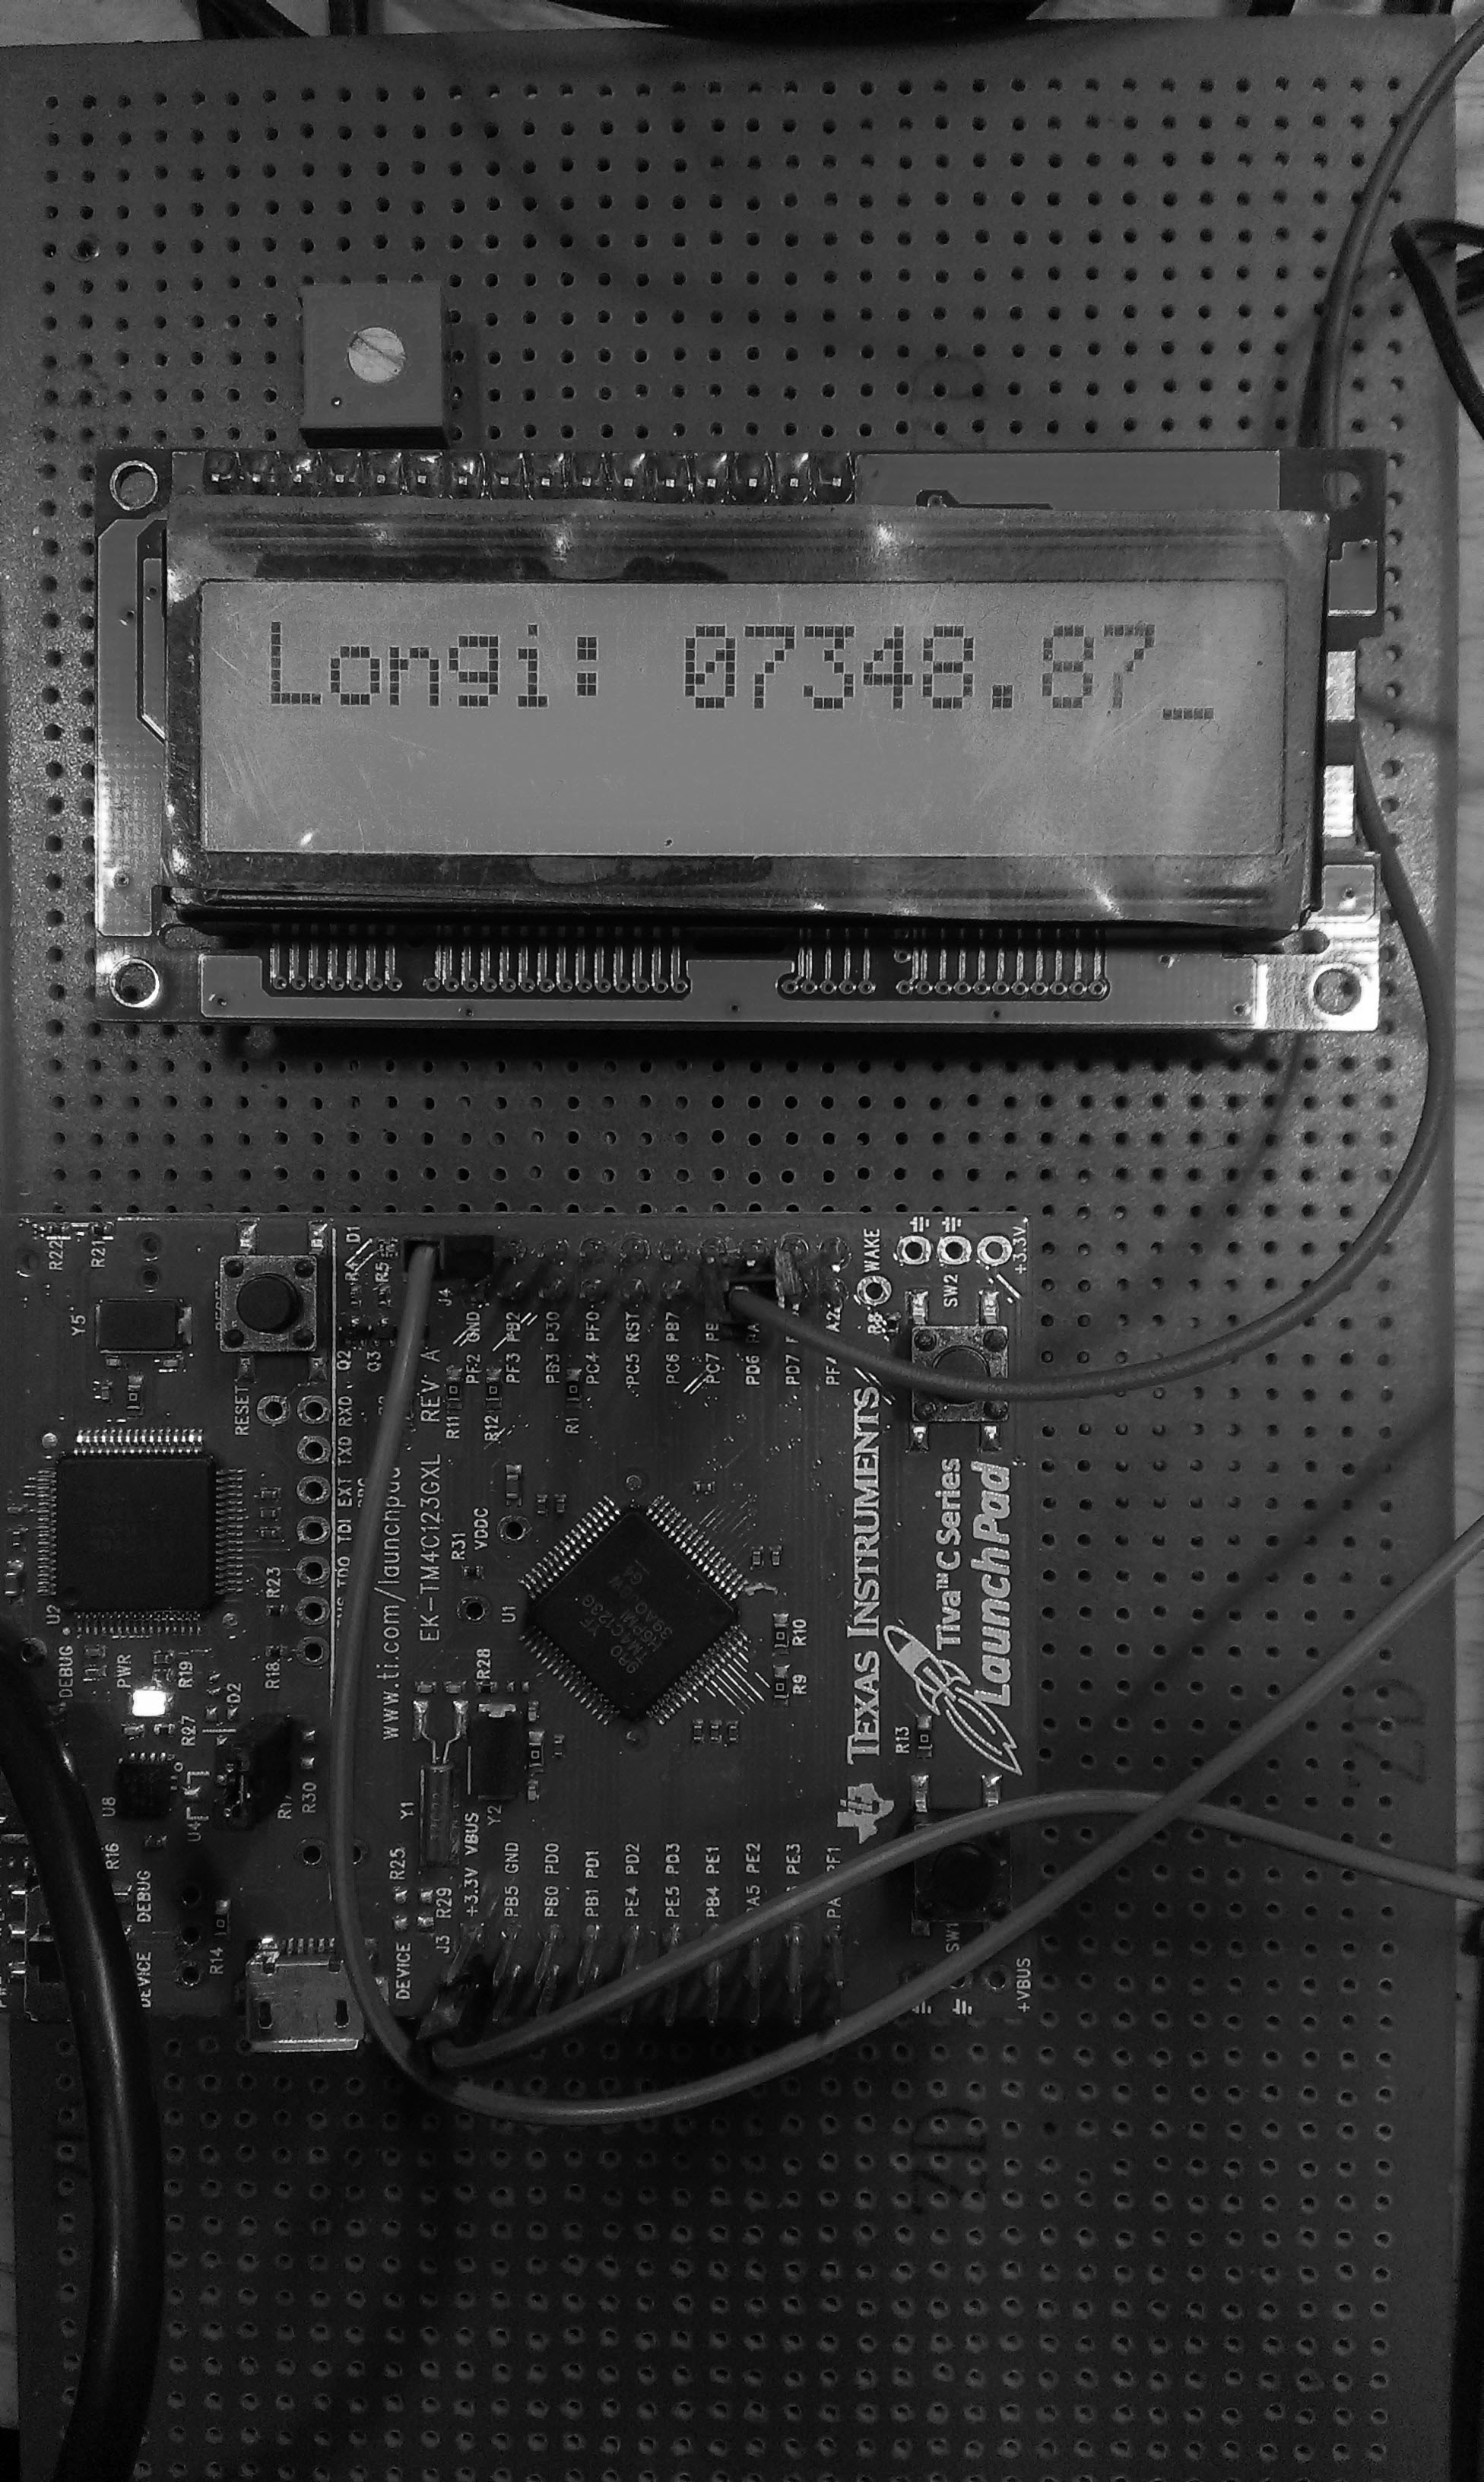 Longi: 07348.87_
R22
R21
D1
R5
WAKE
+3.3V
SW2
J4
Y5
Q2
Q3
RESET
GND
PB2
PB3
PF0
RST
PB7
PF2
PF3
PB3
PC4
PC5
PC6
PC7
PD6
PD7
R11
R12
R1
RXD
TXD
EXT
TDI
TDO
www.ti.com/launchpad
EK-TM4C123GXL REV A
TEXAS INSTRUMENTS
Tiva™ C Series
LaunchPad
U2
DEBUG
PWR
R19
R18
R23
D2
R27
U8
U4
R17
R30
R16
R31
VDDC
U1
R28
R10
R9
R13
Y1
Y2
R25
R29
J3
+3.3V VBUS
PB5 GND
PB0 PD0
PB1 PD1
PE4 PD2
PE5 PD3
PB4 PE1
PA5 PE2
PE3
PF1
DEBUG
DEVICE
R14
DEVICE
SW1
+VBUS